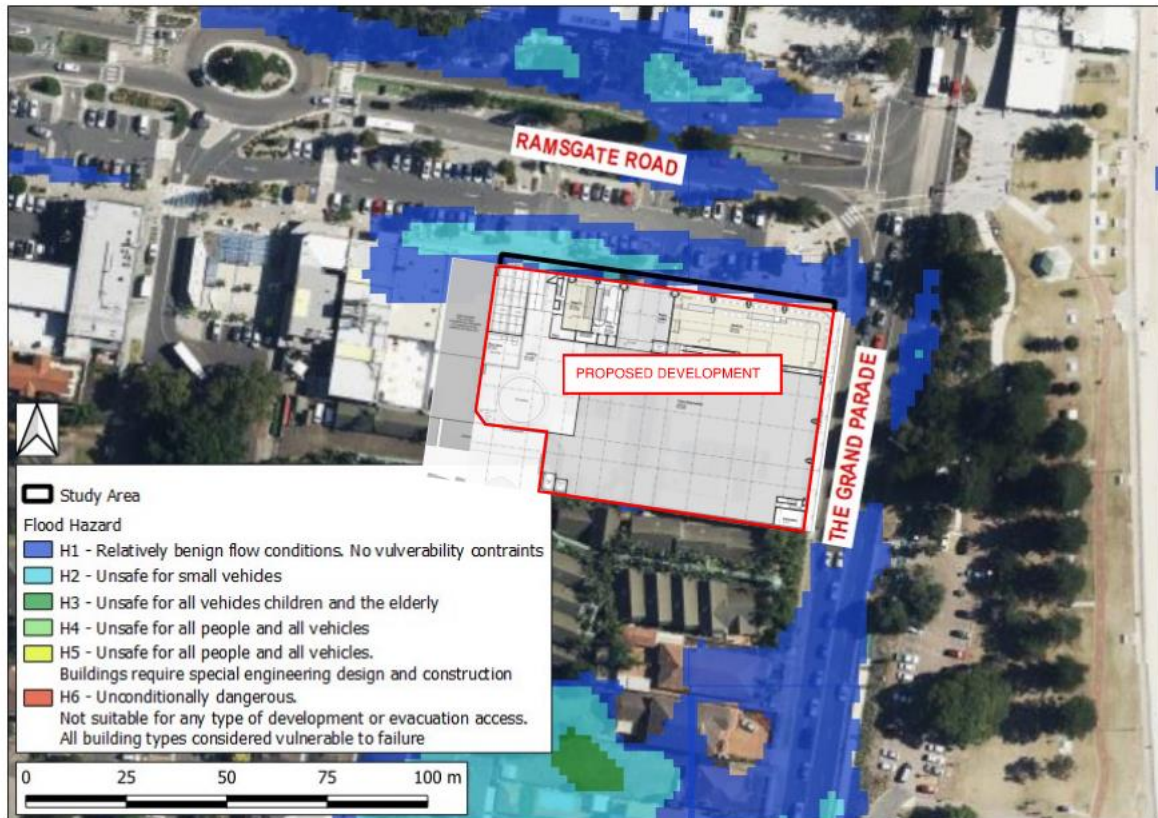 RAMSGATE ROAD
PROPOSED DEVELOPMENT
THE GRAND PARADE
Study Area
Flood Hazard
H1 - Relatively benign flow conditions. No vulverability contraints
H2 - Unsafe for small vehicles
H3 - Unsafe for all vehicles children and the elderly
H4 - Unsafe for all people and all vehicles
H5 - Unsafe for all people and all vehicles.
Buildings require special engineering design and construction
H6 - Unconditionally dangerous.
Not suitable for any type of development or evacuation access.
All building types considered vulnerable to failure
0 25 50 75 100 m